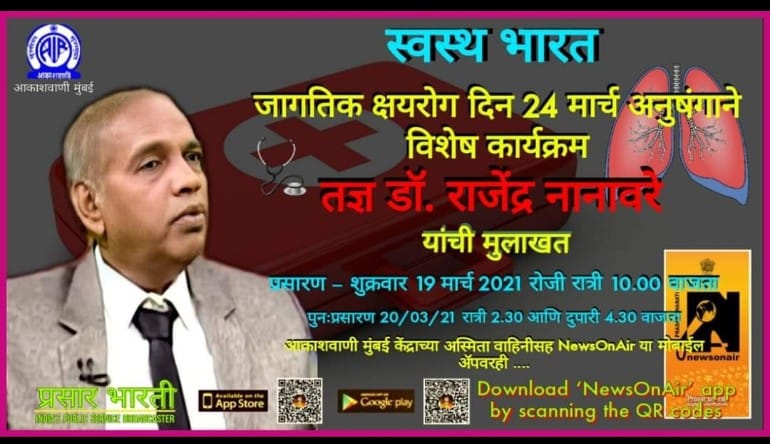 स्वस्थ भारत
AIR
आकाशवाणी
आकाशवाणी मुंबई
जागतिक क्षयरोग दिन 24 मार्च अनुषंगाने
विशेष कार्यक्रम
तज्ञ डॉ. राजेंद्र नानावरे
यांची मुलाखत
प्रसारण – शुक्रवार 19 मार्च 2021 रोजी रात्री 10.00 वाजता
पुन:प्रसारण 20/03/21 रात्री 2.30 आणि दुपारी 4.30 वाजता
आकाशवाणी मुंबई केंद्राच्या अस्मिता वाहिनीसह NewsOnAir या मोबाईल
ॲपवरही ....
newsonair
प्रसार भारती
INDIA'S PUBLIC SERVICE BROADCASTER
Available on the
App Store
Google play
Download ‘NewsOnAir’ app
by scanning the QR codes